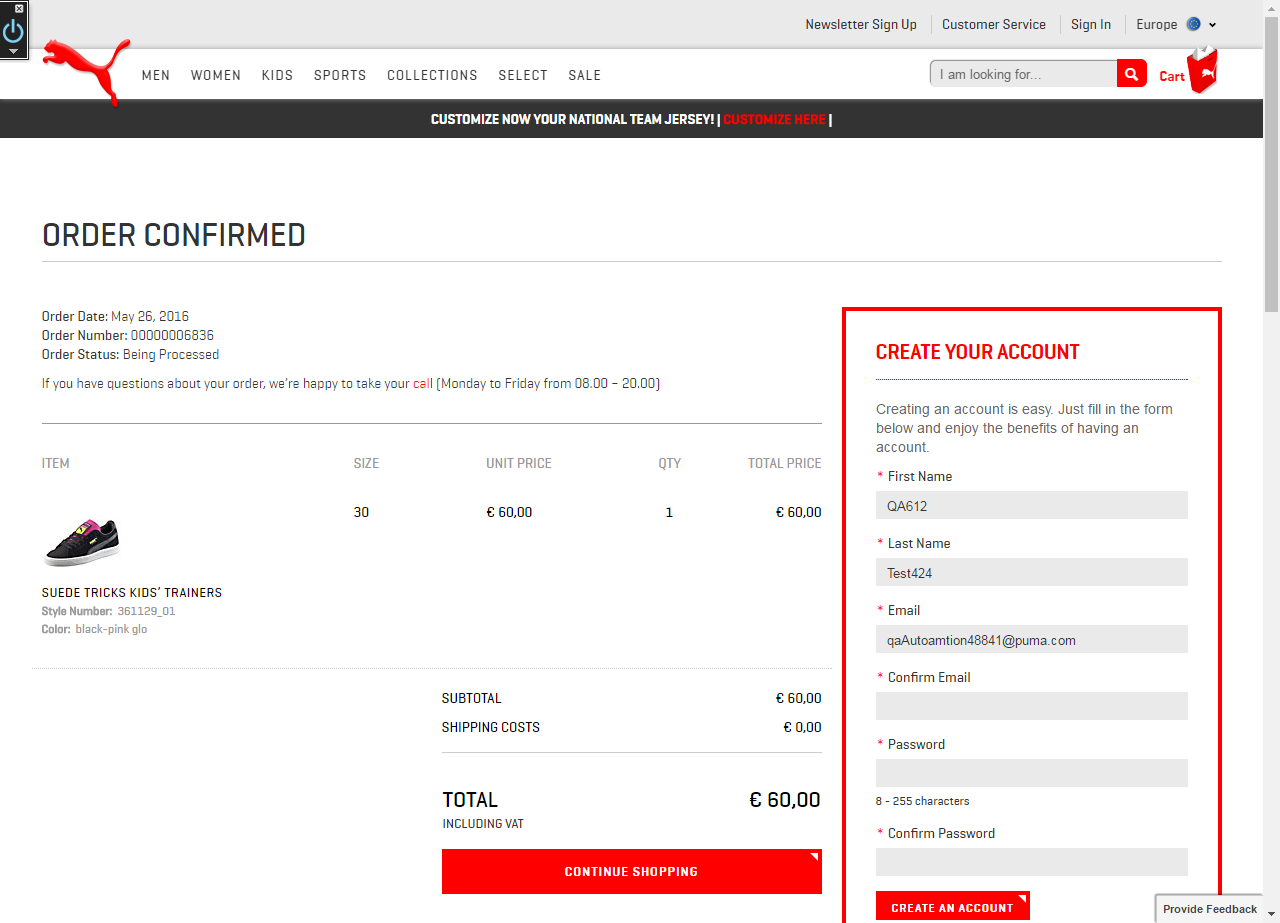 Newsletter Sign Up
Customer Service
Sign In
Europe
MEN WOMEN KIDS SPORTS COLLECTIONS SELECT SALE
I am looking for...
Cart
CUSTOMIZE NOW YOUR NATIONAL TEAM JERSEY! | CUSTOMIZE HERE |
ORDER CONFIRMED
Order Date: May 26, 2016
Order Number: 00000006836
Order Status: Being Processed
If you have questions about your order, we're happy to take your call (Monday to Friday from 08.00 – 20.00)
ITEM SIZE UNIT PRICE QTY TOTAL PRICE
30 € 60,00 1 € 60,00
SUEDE TRICKS KIDS' TRAINERS
Style Number: 361129_01
Color: black-pink glo
SUBTOTAL € 60,00
SHIPPING COSTS € 0,00
TOTAL € 60,00
INCLUDING VAT
CONTINUE SHOPPING
CREATE YOUR ACCOUNT
Creating an account is easy. Just fill in the form
below and enjoy the benefits of having an
account.
* First Name
QA612
* Last Name
Test424
* Email
qaAutoamtion48841@puma.com
* Confirm Email
* Password
8 - 255 characters
* Confirm Password
CREATE AN ACCOUNT
Provide Feedback